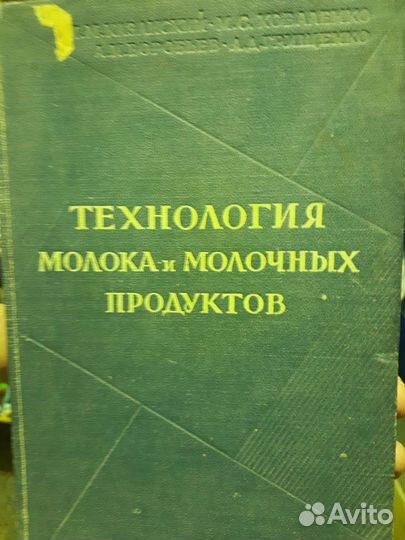 М.С. КОВАЛЕНКО
А.И. ВОРОБЬЕВ · А.Д. ГРИЩЕНКО
ТЕХНОЛОГИЯ
МОЛОКА и МОЛОЧНЫХ
ПРОДУКТОВ
Avito